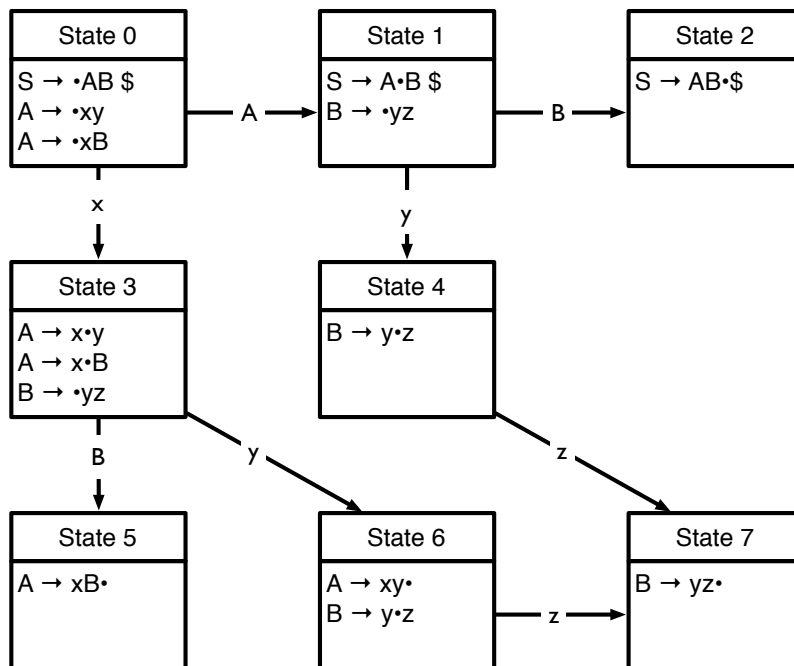 State 0
S → •AB $
A → •xy
A → •xB
A
State 1
S → A•B $
B → •yz
B
State 2
S → AB•$
x
y
State 3
A → x•y
A → x•B
B → •yz
State 4
B → y•z
B
y
z
State 5
A → xB•
State 6
A → xy•
B → y•z
z
State 7
B → yz•